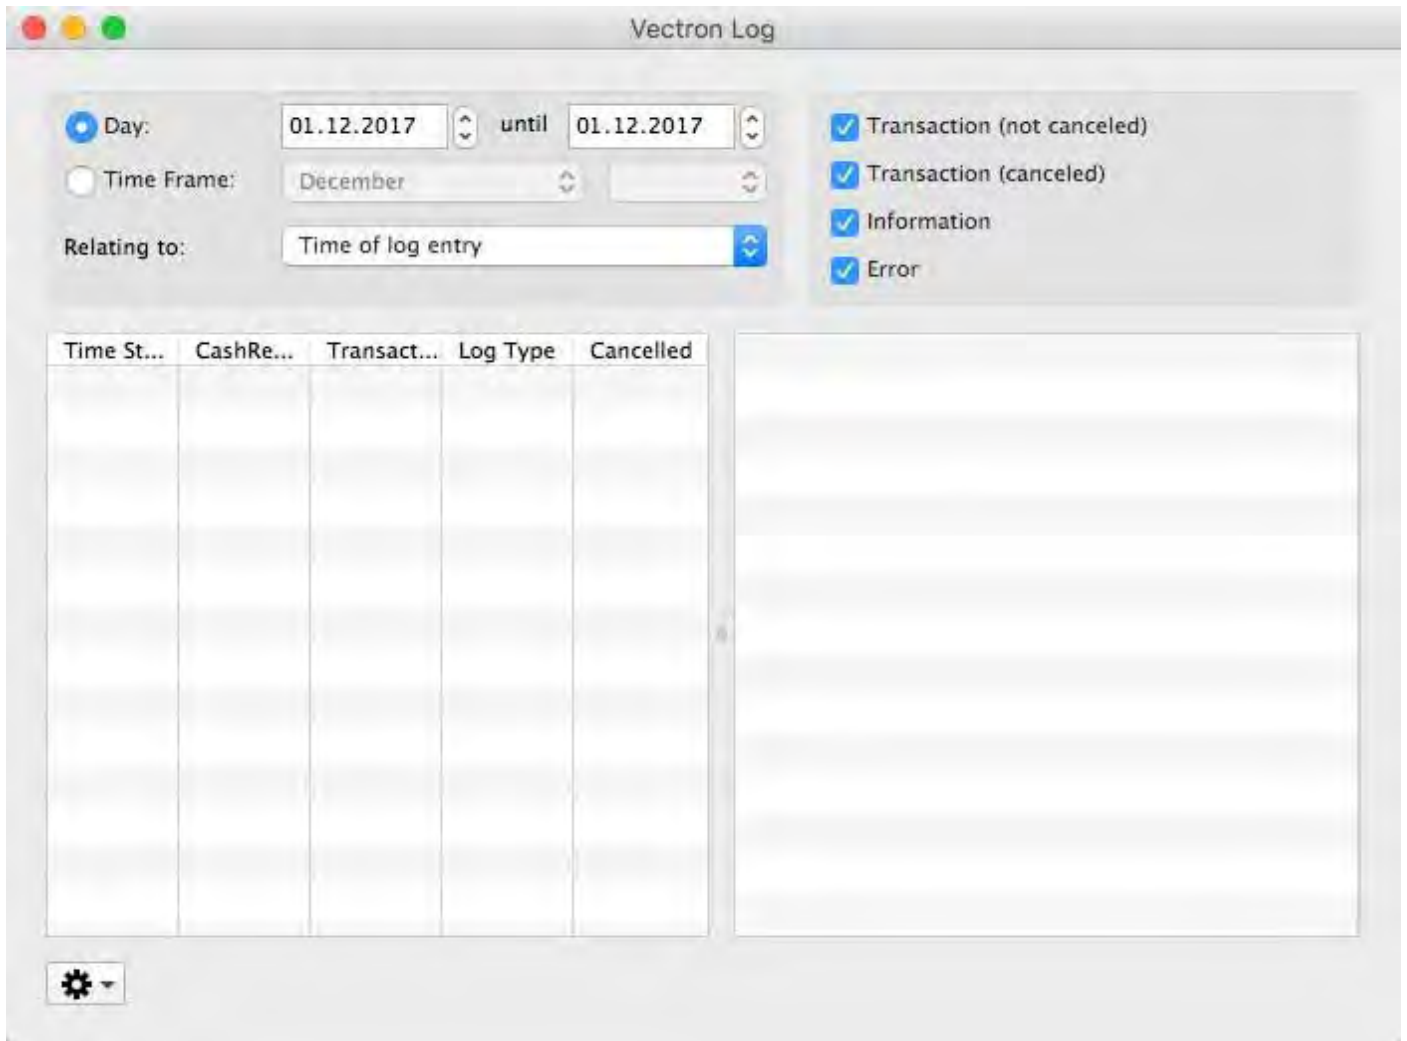 Vectron Log
Day: 01.12.2017 until 01.12.2017
Time Frame: December
Relating to: Time of log entry
Transaction (not canceled)
Transaction (canceled)
Information
Error
Time St... CashRe... Transact... Log Type Cancelled